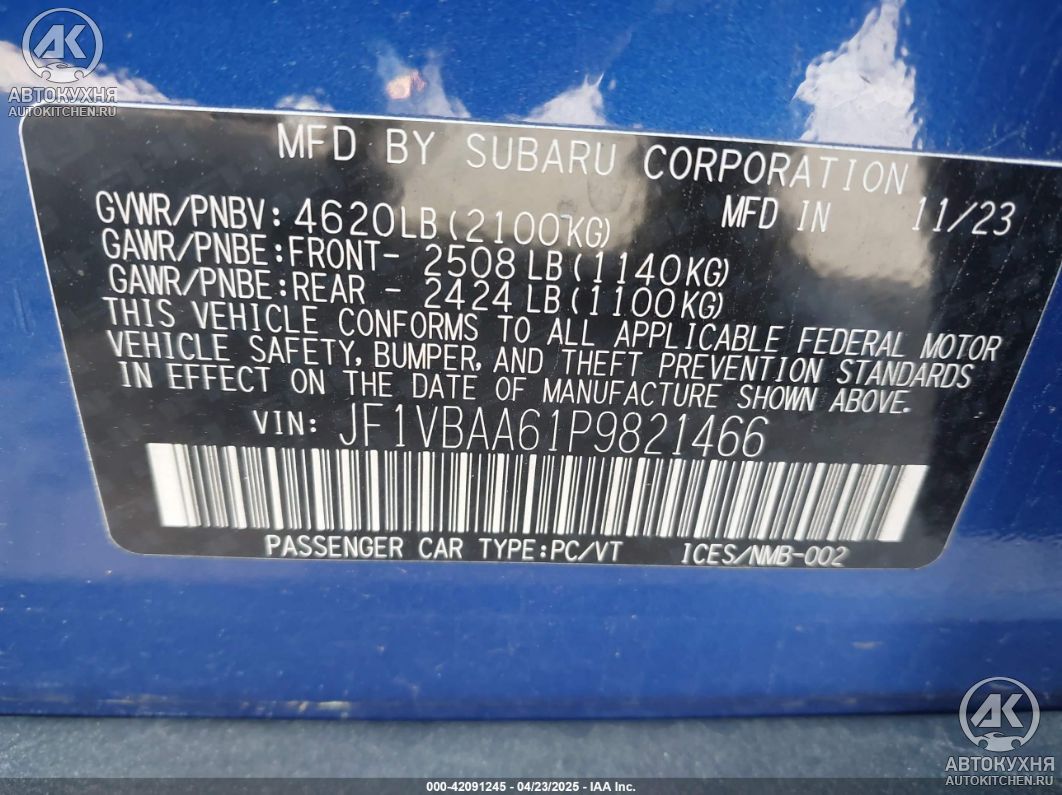 AK
АВТОКУХНЯ
AUTOKITCHEN.RU
MFD BY SUBARU CORPORATION
GVWR/PNBV: 4620LB (2100KG) MFD IN 11/23
GAWR/PNBE: FRONT- 2508 LB (1140KG)
GAWR/PNBE: REAR - 2424 LB (1100KG)
THIS VEHICLE CONFORMS TO ALL APPLICABLE FEDERAL MOTOR
VEHICLE SAFETY, BUMPER, AND THEFT PREVENTION STANDARDS
IN EFFECT ON THE DATE OF MANUFACTURE SHOWN ABOVE.
VIN: JF1VBAA61P9821466
PASSENGER CAR TYPE:PC/VT ICES/NMB-002
AK
АВТОКУХНЯ
AUTOKITCHEN.RU
000-42091245 - 04/23/2025 - IAA Inc.